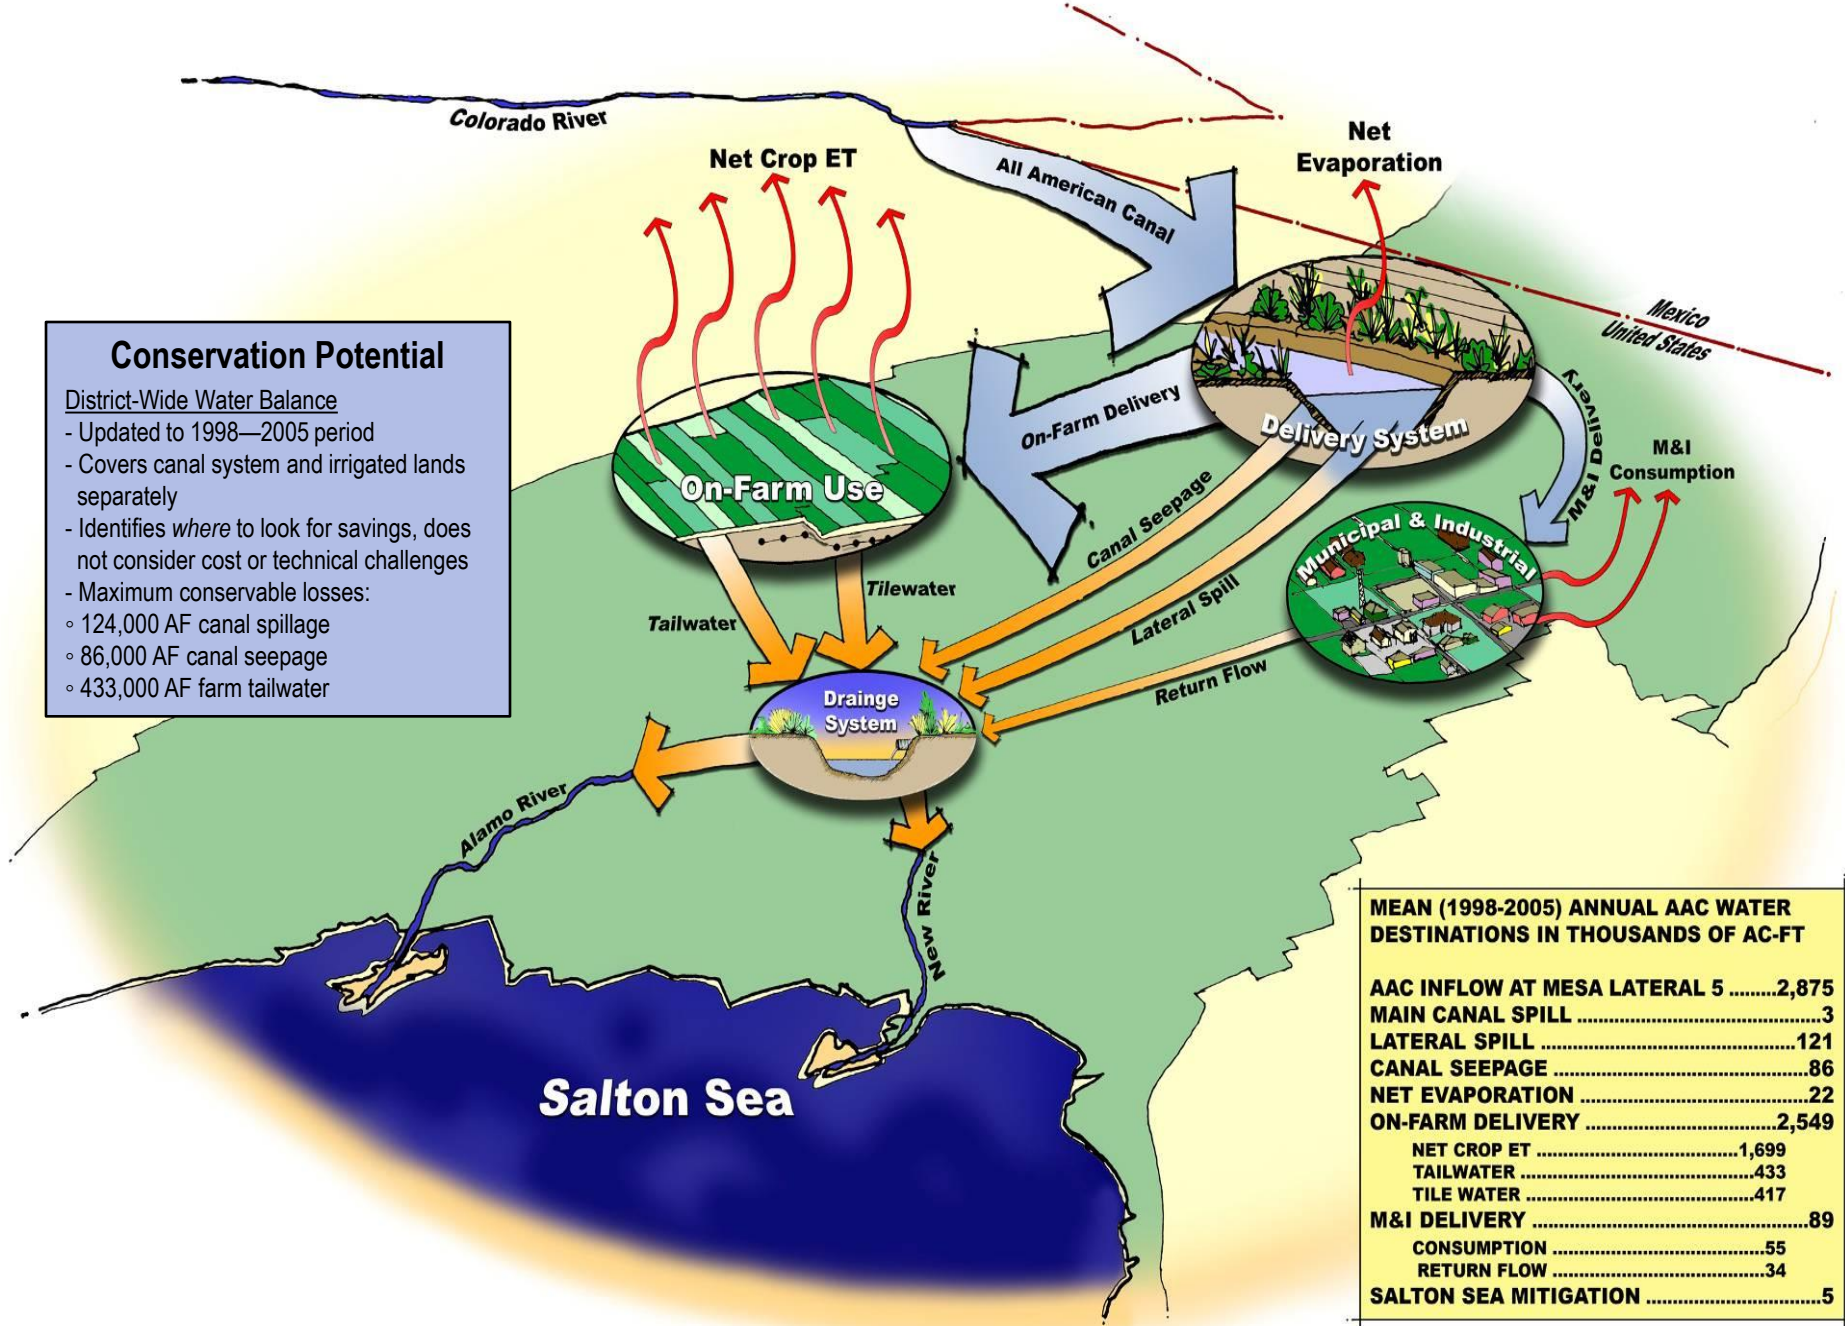 Colorado River
Net Crop ET
All American Canal
Net
Evaporation
Mexico
United States
Conservation Potential
District-Wide Water Balance
- Updated to 1998—2005 period
- Covers canal system and irrigated lands
separately
- Identifies where to look for savings, does
not consider cost or technical challenges
- Maximum conservable losses:
◦ 124,000 AF canal spillage
◦ 86,000 AF canal seepage
◦ 433,000 AF farm tailwater
On-Farm Delivery
Delivery System
M&I Delivery
M&I
Consumption
On-Farm Use
Canal Seepage
Municipal & Industrial
Tilewater
Tailwater
Lateral Spill
Return Flow
Drainge
System
Alamo River
New River
Salton Sea
MEAN (1998-2005) ANNUAL AAC WATER
DESTINATIONS IN THOUSANDS OF AC-FT
AAC INFLOW AT MESA LATERAL 5 .........2,875
MAIN CANAL SPILL .............................................3
LATERAL SPILL ...............................................121
CANAL SEEPAGE ...............................................86
NET EVAPORATION ..........................................22
ON-FARM DELIVERY ...................................2,549
NET CROP ET .....................................1,699
TAILWATER ...........................................433
TILE WATER ..........................................417
M&I DELIVERY ..................................................89
CONSUMPTION .......................................55
RETURN FLOW .......................................34
SALTON SEA MITIGATION ................................5